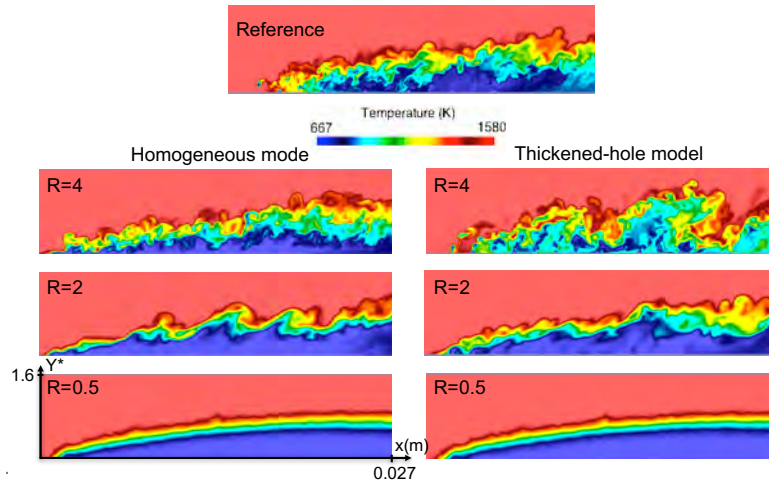 Reference
Temperature (K)
667 1580
Homogeneous mode Thickened-hole model
R=4 R=4
R=2 R=2
Y*
1.6
R=0.5 R=0.5
x(m)
0.027